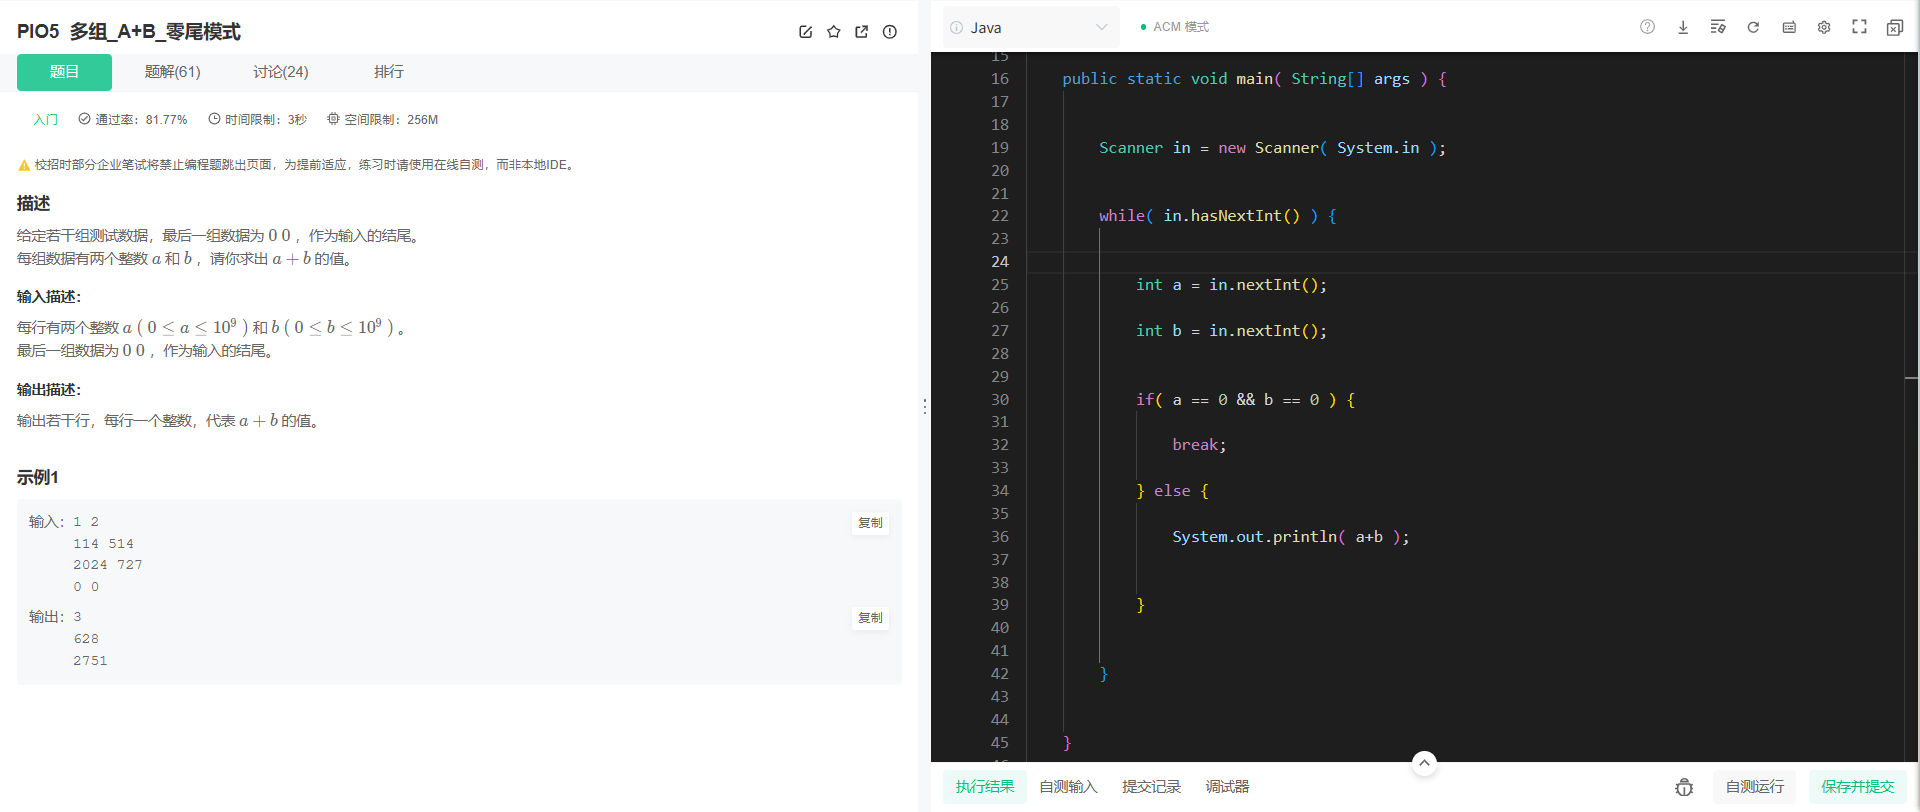 PIO5 多组_A+B_零尾模式
题目 题解(61) 讨论(24) 排行
入门 通过率：81.77% 时间限制：3秒 空间限制：256M
校招时部分企业笔试将禁止编程题跳出页面，为提前适应，练习时请使用在线自测，而非本地IDE。
描述
给定若干组测试数据，最后一组数据为 0 0 ，作为输入的结尾。
每组数据有两个整数 a 和 b ，请你求出 a + b 的值。
输入描述：
每行有两个整数 a ( 0 ≤ a ≤ 10⁹ ) 和 b ( 0 ≤ b ≤ 10⁹ ) 。
最后一组数据为 0 0 ，作为输入的结尾。
输出描述：
输出若干行，每行一个整数，代表 a + b 的值。
示例1
输入：1 2
复制
114 514
2024 727
0 0
输出：3
复制
628
2751
Java ACM 模式
15
16 public static void main( String[] args ) {
17
18
19 Scanner in = new Scanner( System.in );
20
21
22 while( in.hasNextInt() ) {
23
24
25 int a = in.nextInt();
26
27 int b = in.nextInt();
28
29
30 if( a == 0 && b == 0 ) {
31
32 break;
33
34 } else {
35
36 System.out.println( a+b );
37
38
39 }
40
41
42 }
43
44
45 }
执行结果 自测输入 提交记录 调试器 自测运行 保存并提交